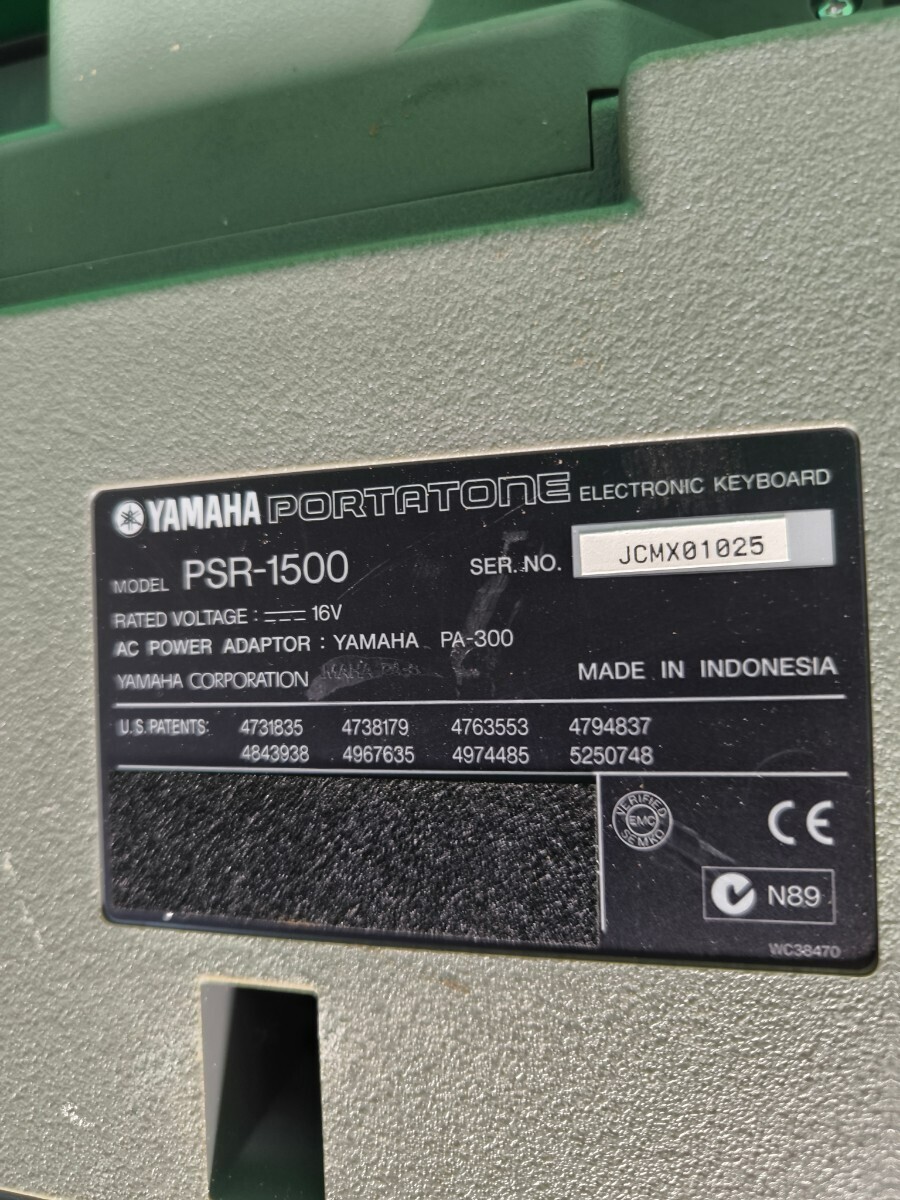 YAMAHA PORTATONE ELECTRONIC KEYBOARD
MODEL PSR-1500 SER. NO. JCMX01025
RATED VOLTAGE : 16V
AC POWER ADAPTOR : YAMAHA PA-300
YAMAHA CORPORATION MADE IN INDONESIA
U.S. PATENTS: 4731835 4738179 4763553 4794837
4843938 4967635 4974485 5250748
VERIFIED
EMC
SEMKO
CE
N89
WC38470